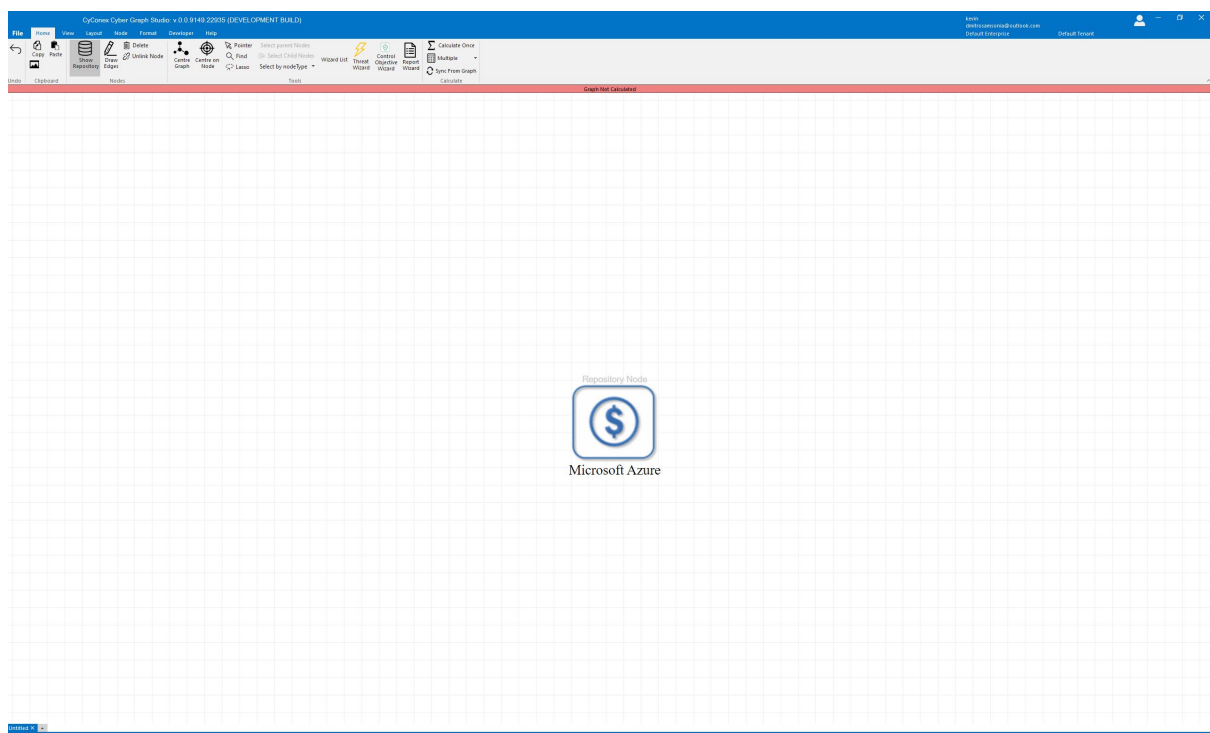 CyConex Cyber Graph Studio: v.0.0.9149.22935 (DEVELOPMENT BUILD)
kevin
dmitrosamsonia@outlook.com
Default Enterprise Default Tenant
File Home View Layout Node Format Developer Help
Copy Paste
Show Repository
Draw Edges
Delete
Unlink Node
Centre Graph
Centre on Node
Pointer
Find
Lasso
Select parent Nodes
Select Child Nodes
Select by nodeType
Wizard List
Threat Wizard
Control Objective Wizard
Report Wizard
Calculate Once
Multiple
Sync From Graph
Undo Clipboard Nodes Tools Calculate
Graph Not Calculated
Repository Node
$
Microsoft Azure
Untitled × +